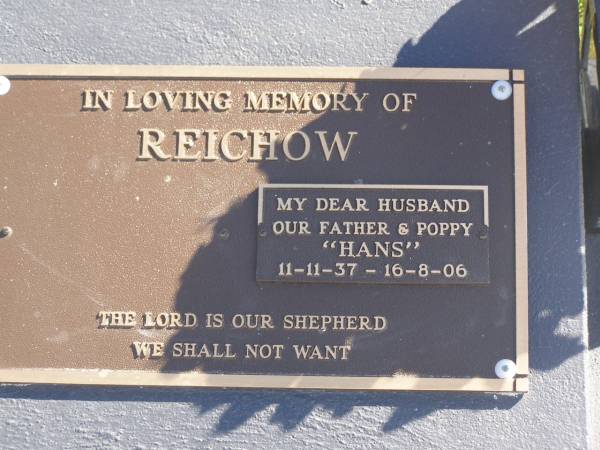 IN LOVING MEMORY OF
REICHOW
MY DEAR HUSBAND
OUR FATHER & POPPY
"HANS"
11-11-37 - 16-8-06
THE LORD IS OUR SHEPHERD
WE SHALL NOT WANT